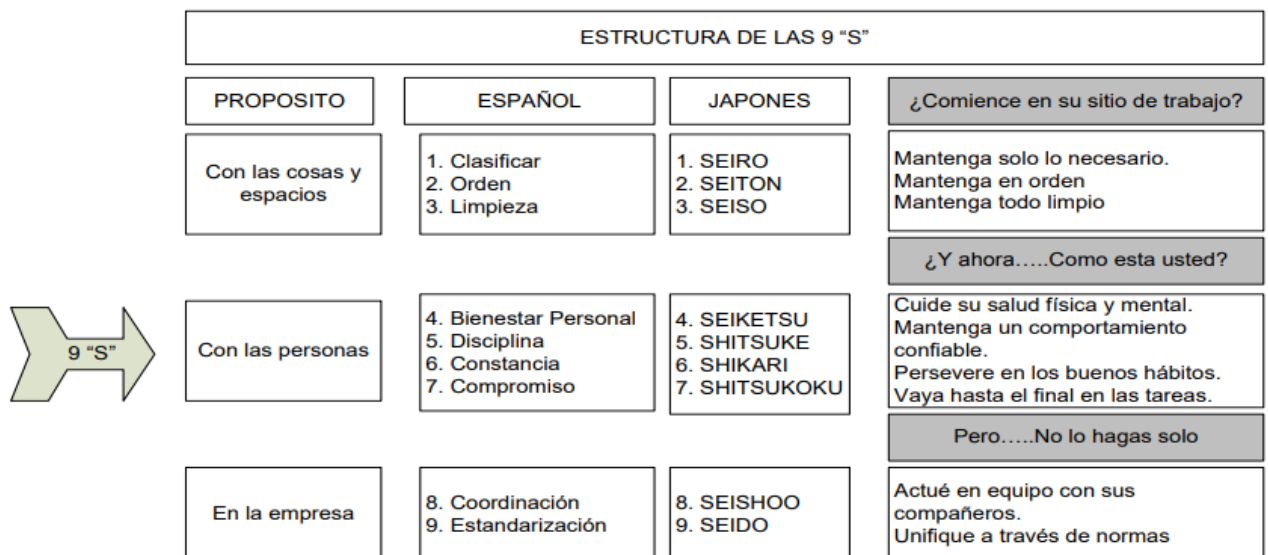 ESTRUCTURA DE LAS 9 “S”
PROPOSITO
ESPAÑOL
JAPONES
¿Comience en su sitio de trabajo?
Con las cosas y
espacios
1. Clasificar
2. Orden
3. Limpieza
1. SEIRO
2. SEITON
3. SEISO
Mantenga solo lo necesario.
Mantenga en orden
Mantenga todo limpio
¿Y ahora…..Como esta usted?
9 “S”
Con las personas
4. Bienestar Personal
5. Disciplina
6. Constancia
7. Compromiso
4. SEIKETSU
5. SHITSUKE
6. SHIKARI
7. SHITSUKOKU
Cuide su salud física y mental.
Mantenga un comportamiento
confiable.
Persevere en los buenos hábitos.
Vaya hasta el final en las tareas.
Pero…..No lo hagas solo
En la empresa
8. Coordinación
9. Estandarización
8. SEISHOO
9. SEIDO
Actué en equipo con sus
compañeros.
Unifique a través de normas